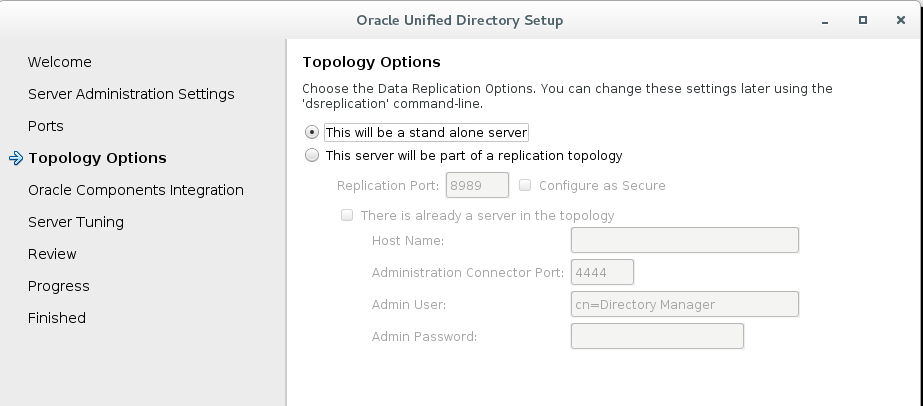 Oracle Unified Directory Setup
Welcome
Server Administration Settings
Ports
Topology Options
Oracle Components Integration
Server Tuning
Review
Progress
Finished
Topology Options
Choose the Data Replication Options. You can change these settings later using the
'dsreplication' command-line.
This will be a stand alone server
This server will be part of a replication topology
Replication Port: 8989 Configure as Secure
There is already a server in the topology
Host Name:
Administration Connector Port: 4444
Admin User: cn=Directory Manager
Admin Password: